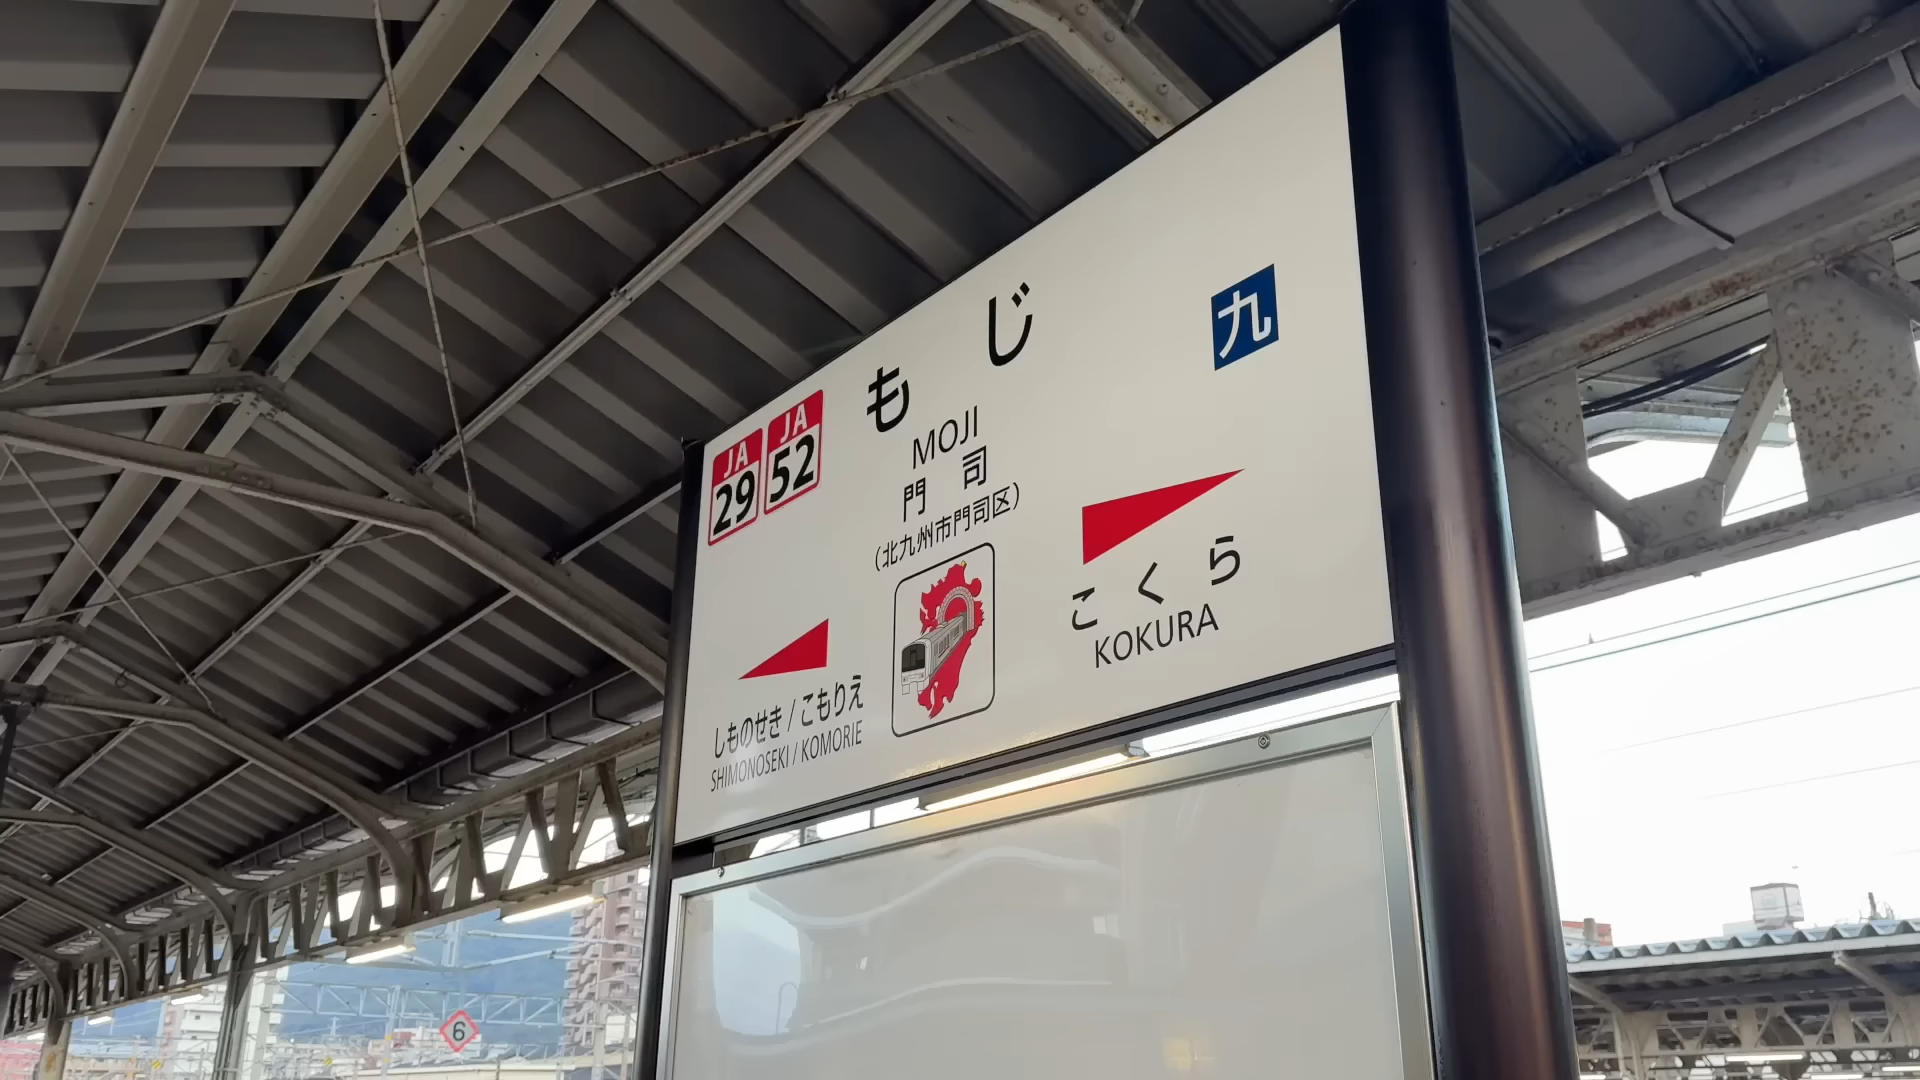 JA 29
JA 52
もじ
MOJI
門司
(北九州市門司区)
九
しものせき / こもりえ
SHIMONOSEKI / KOMORIE
こくら
KOKURA
6